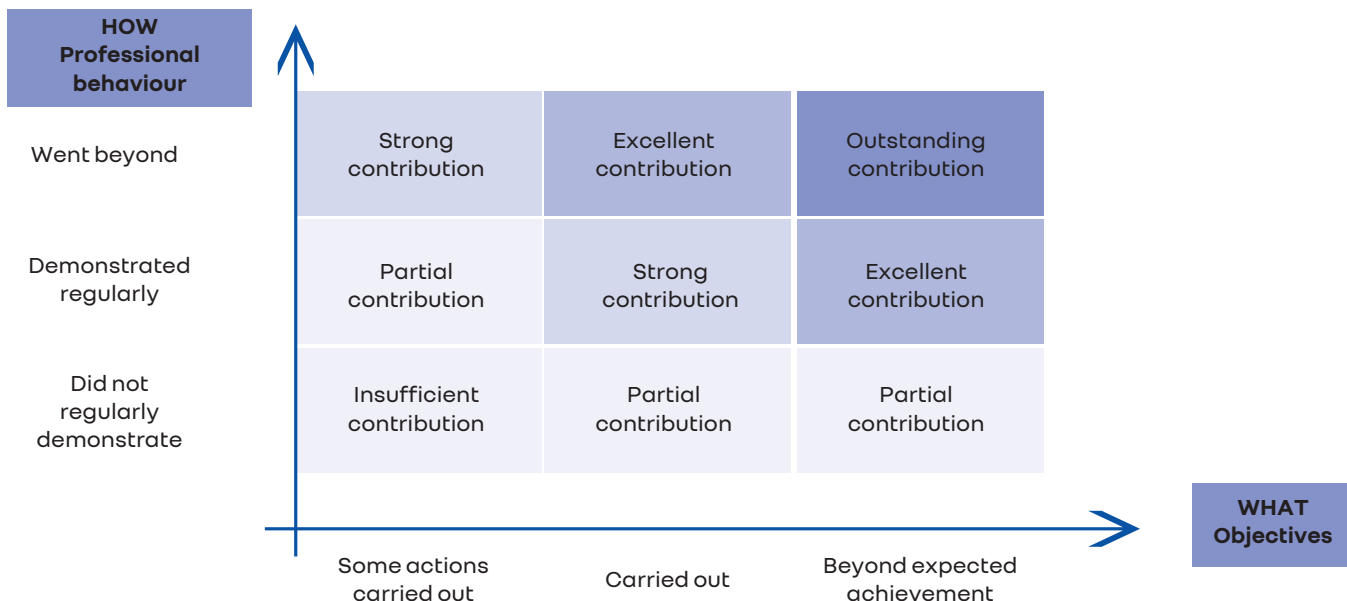 HOW
Professional
behaviour
Went beyond
Strong
contribution
Excellent
contribution
Outstanding
contribution
Demonstrated
regularly
Partial
contribution
Strong
contribution
Excellent
contribution
Did not
regularly
demonstrate
Insufficient
contribution
Partial
contribution
Partial
contribution
WHAT
Objectives
Some actions
carried out
Carried out
Beyond expected
achievement